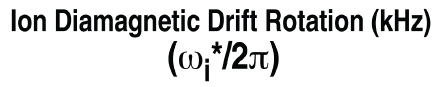 Ion Diamagnetic Drift Rotation (kHz)
(ωi*/2π)